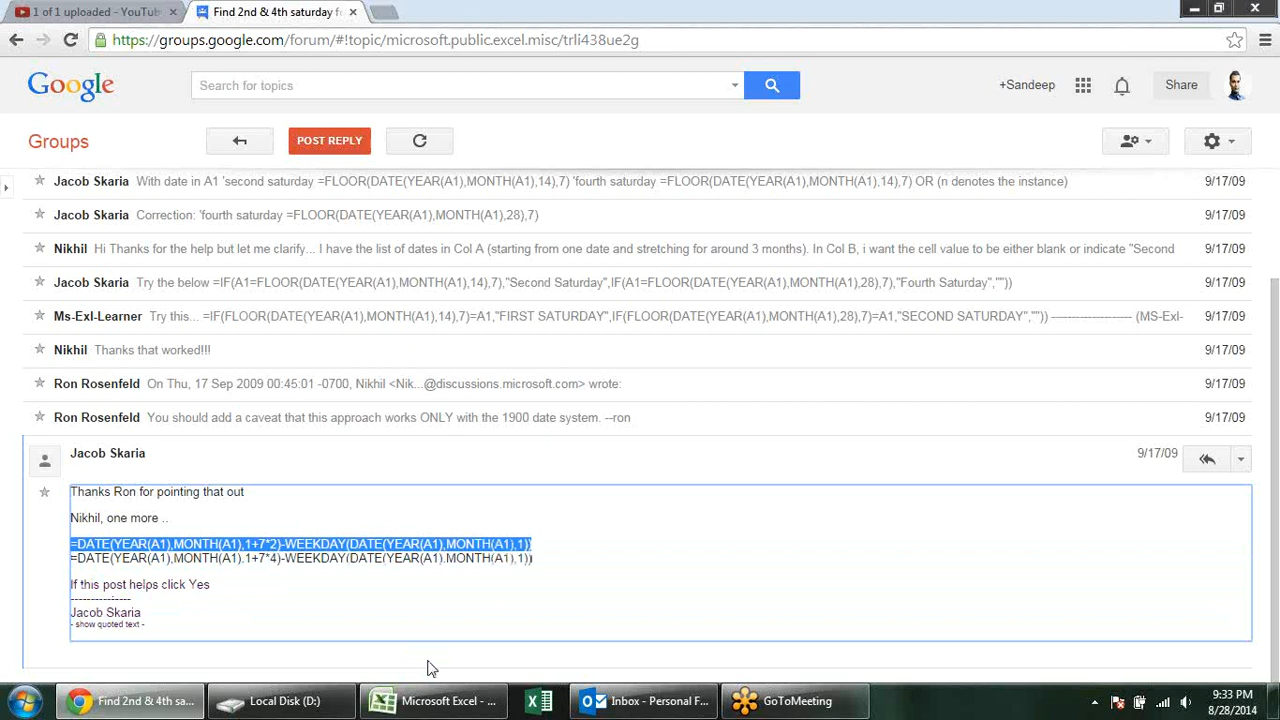 1 of 1 uploaded - YouTu
Find 2nd & 4th saturday f
https://groups.google.com/forum/#!topic/microsoft.public.excel.misc/rli438ue2g
Google
Search for topics
+Sandeep
Share
Groups
POST REPLY
Jacob Skaria With date in A1 'second saturday =FLOOR(DATE(YEAR(A1),MONTH(A1),14),7) 'fourth saturday =FLOOR(DATE(YEAR(A1),MONTH(A1),14),7) OR (n denotes the instance) 9/17/09
Jacob Skaria Correction: 'fourth saturday =FLOOR(DATE(YEAR(A1),MONTH(A1),28),7) 9/17/09
Nikhil Hi Thanks for the help but let me clarify... I have the list of dates in Col A (starting from one date and stretching for around 3 months). In Col B, i want the cell value to be either blank or indicate "Second 9/17/09
Jacob Skaria Try the below =IF(A1=FLOOR(DATE(YEAR(A1),MONTH(A1),14),7),"Second Saturday",IF(A1=FLOOR(DATE(YEAR(A1),MONTH(A1),28),7),"Fourth Saturday","")) 9/17/09
Ms-Exl-Learner Try this... =IF(FLOOR(DATE(YEAR(A1),MONTH(A1),14),7)=A1,"FIRST SATURDAY",IF(FLOOR(DATE(YEAR(A1),MONTH(A1),28),7)=A1,"SECOND SATURDAY","")) -------------------- (MS-Exl- 9/17/09
Nikhil Thanks that worked!!! 9/17/09
Ron Rosenfeld On Thu, 17 Sep 2009 00:45:01 -0700, Nikhil <Nik...@discussions.microsoft.com> wrote: 9/17/09
Ron Rosenfeld You should add a caveat that this approach works ONLY with the 1900 date system. --ron 9/17/09
Jacob Skaria 9/17/09
Thanks Ron for pointing that out
Nikhil, one more ..
=DATE(YEAR(A1),MONTH(A1),1+7*2)-WEEKDAY(DATE(YEAR(A1),MONTH(A1),1))
=DATE(YEAR(A1),MONTH(A1),1+7*4)-WEEKDAY(DATE(YEAR(A1),MONTH(A1),1))
If this post helps click Yes
---------------
Jacob Skaria
- show quoted text -
Find 2nd & 4th sa...
Local Disk (D:)
Microsoft Excel - ...
Inbox - Personal F...
GoToMeeting
9:33 PM
8/28/2014